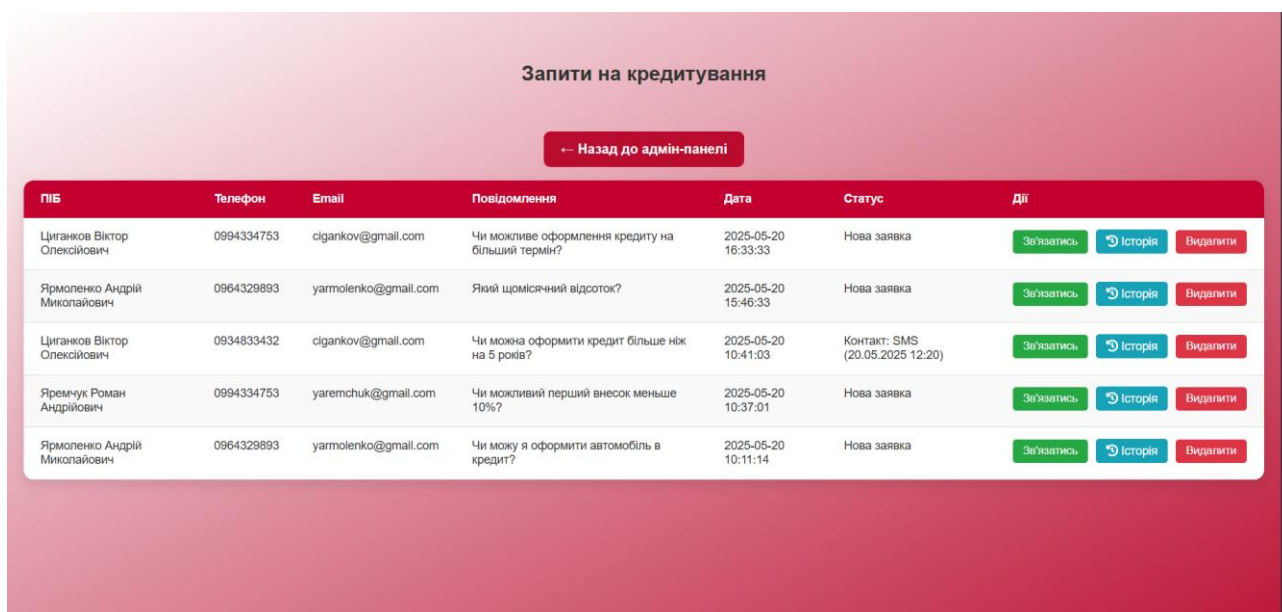 Запити на кредитування
← Назад до адмін-панелі
ПІБ Телефон Email Повідомлення Дата Статус Дії
Циганков Віктор 0994334753 cigankov@gmail.com Чи можливе оформлення кредиту на 2025-05-20 Нова заявка Зв'язатись Історія Видалити
Олексійович більший термін? 16:33:33
Ярмоленко Андрій 0964329893 yarmolenko@gmail.com Який щомісячний відсоток? 2025-05-20 Нова заявка Зв'язатись Історія Видалити
Миколайович 15:46:33
Циганков Віктор 0934833432 cigankov@gmail.com Чи можна оформити кредит більше ніж 2025-05-20 Контакт: SMS Зв'язатись Історія Видалити
Олексійович на 5 років? 10:41:03 (20.05.2025 12:20)
Яремчук Роман 0994334753 yaremchuk@gmail.com Чи можливий перший внесок меньше 2025-05-20 Нова заявка Зв'язатись Історія Видалити
Андрійович 10%? 10:37:01
Ярмоленко Андрій 0964329893 yarmolenko@gmail.com Чи можу я оформити автомобіль в 2025-05-20 Нова заявка Зв'язатись Історія Видалити
Миколайович кредит? 10:11:14